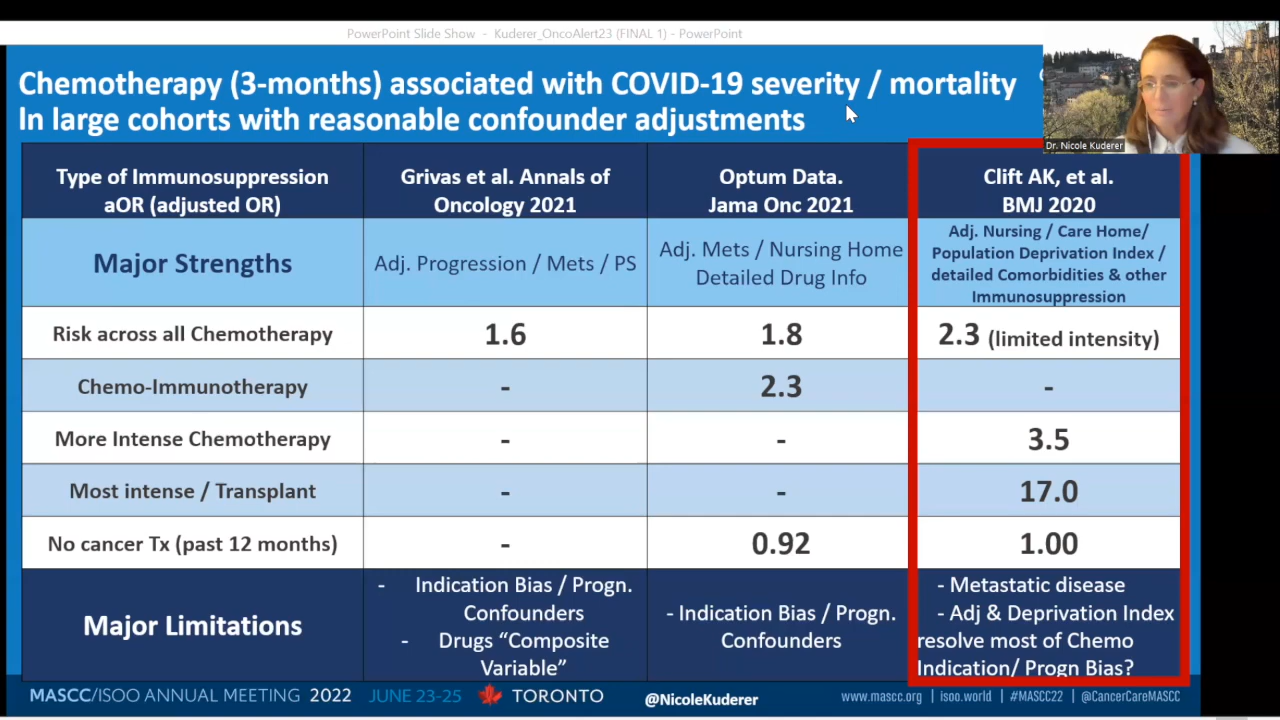 PowerPoint Slide Show - Kuderer_OncoAlert23 (FINAL 1) - PowerPoint
Chemotherapy (3-months) associated with COVID-19 severity / mortality
In large cohorts with reasonable confounder adjustments
Dr. Nicole Kuderer
Type of Immunosuppression
aOR (adjusted OR)
Grivas et al. Annals of
Oncology 2021
Optum Data.
Jama Onc 2021
Clift AK, et al.
BMJ 2020
Major Strengths
Adj. Progression / Mets / PS
Adj. Mets / Nursing Home
Detailed Drug Info
Adj. Nursing / Care Home/
Population Deprivation Index /
detailed Comorbidities & other
Immunosuppression
Risk across all Chemotherapy
1.6
1.8
2.3 (limited intensity)
Chemo-Immunotherapy
-
2.3
-
More Intense Chemotherapy
-
-
3.5
Most intense / Transplant
-
-
17.0
No cancer Tx (past 12 months)
-
0.92
1.00
Major Limitations
- Indication Bias / Progn.
Confounders
- Drugs “Composite
Variable”
- Indication Bias / Progn.
Confounders
- Metastatic disease
- Adj & Deprivation Index
resolve most of Chemo
Indication/ Progn Bias?
MASCC/ISOO ANNUAL MEETING 2022 JUNE 23-25 TORONTO
@NicoleKuderer
www.mascc.org | isoo.world | #MASCC22 | @CancerCareMASCC